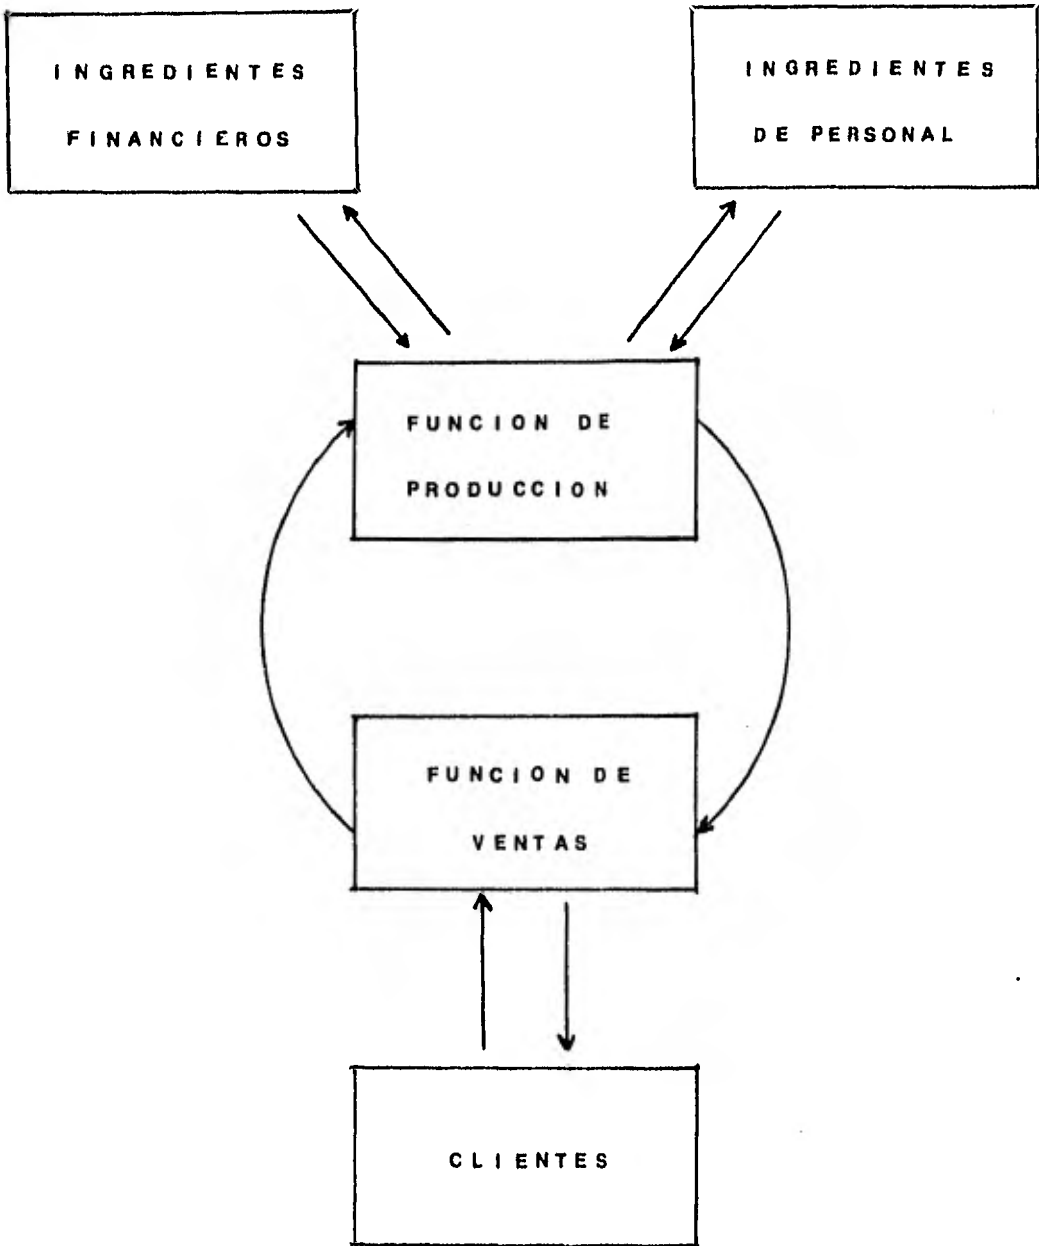 INGREDIENTES
FINANCIEROS
INGREDIENTES
DE PERSONAL
FUNCION DE
PRODUCCION
FUNCION DE
VENTAS
CLIENTES